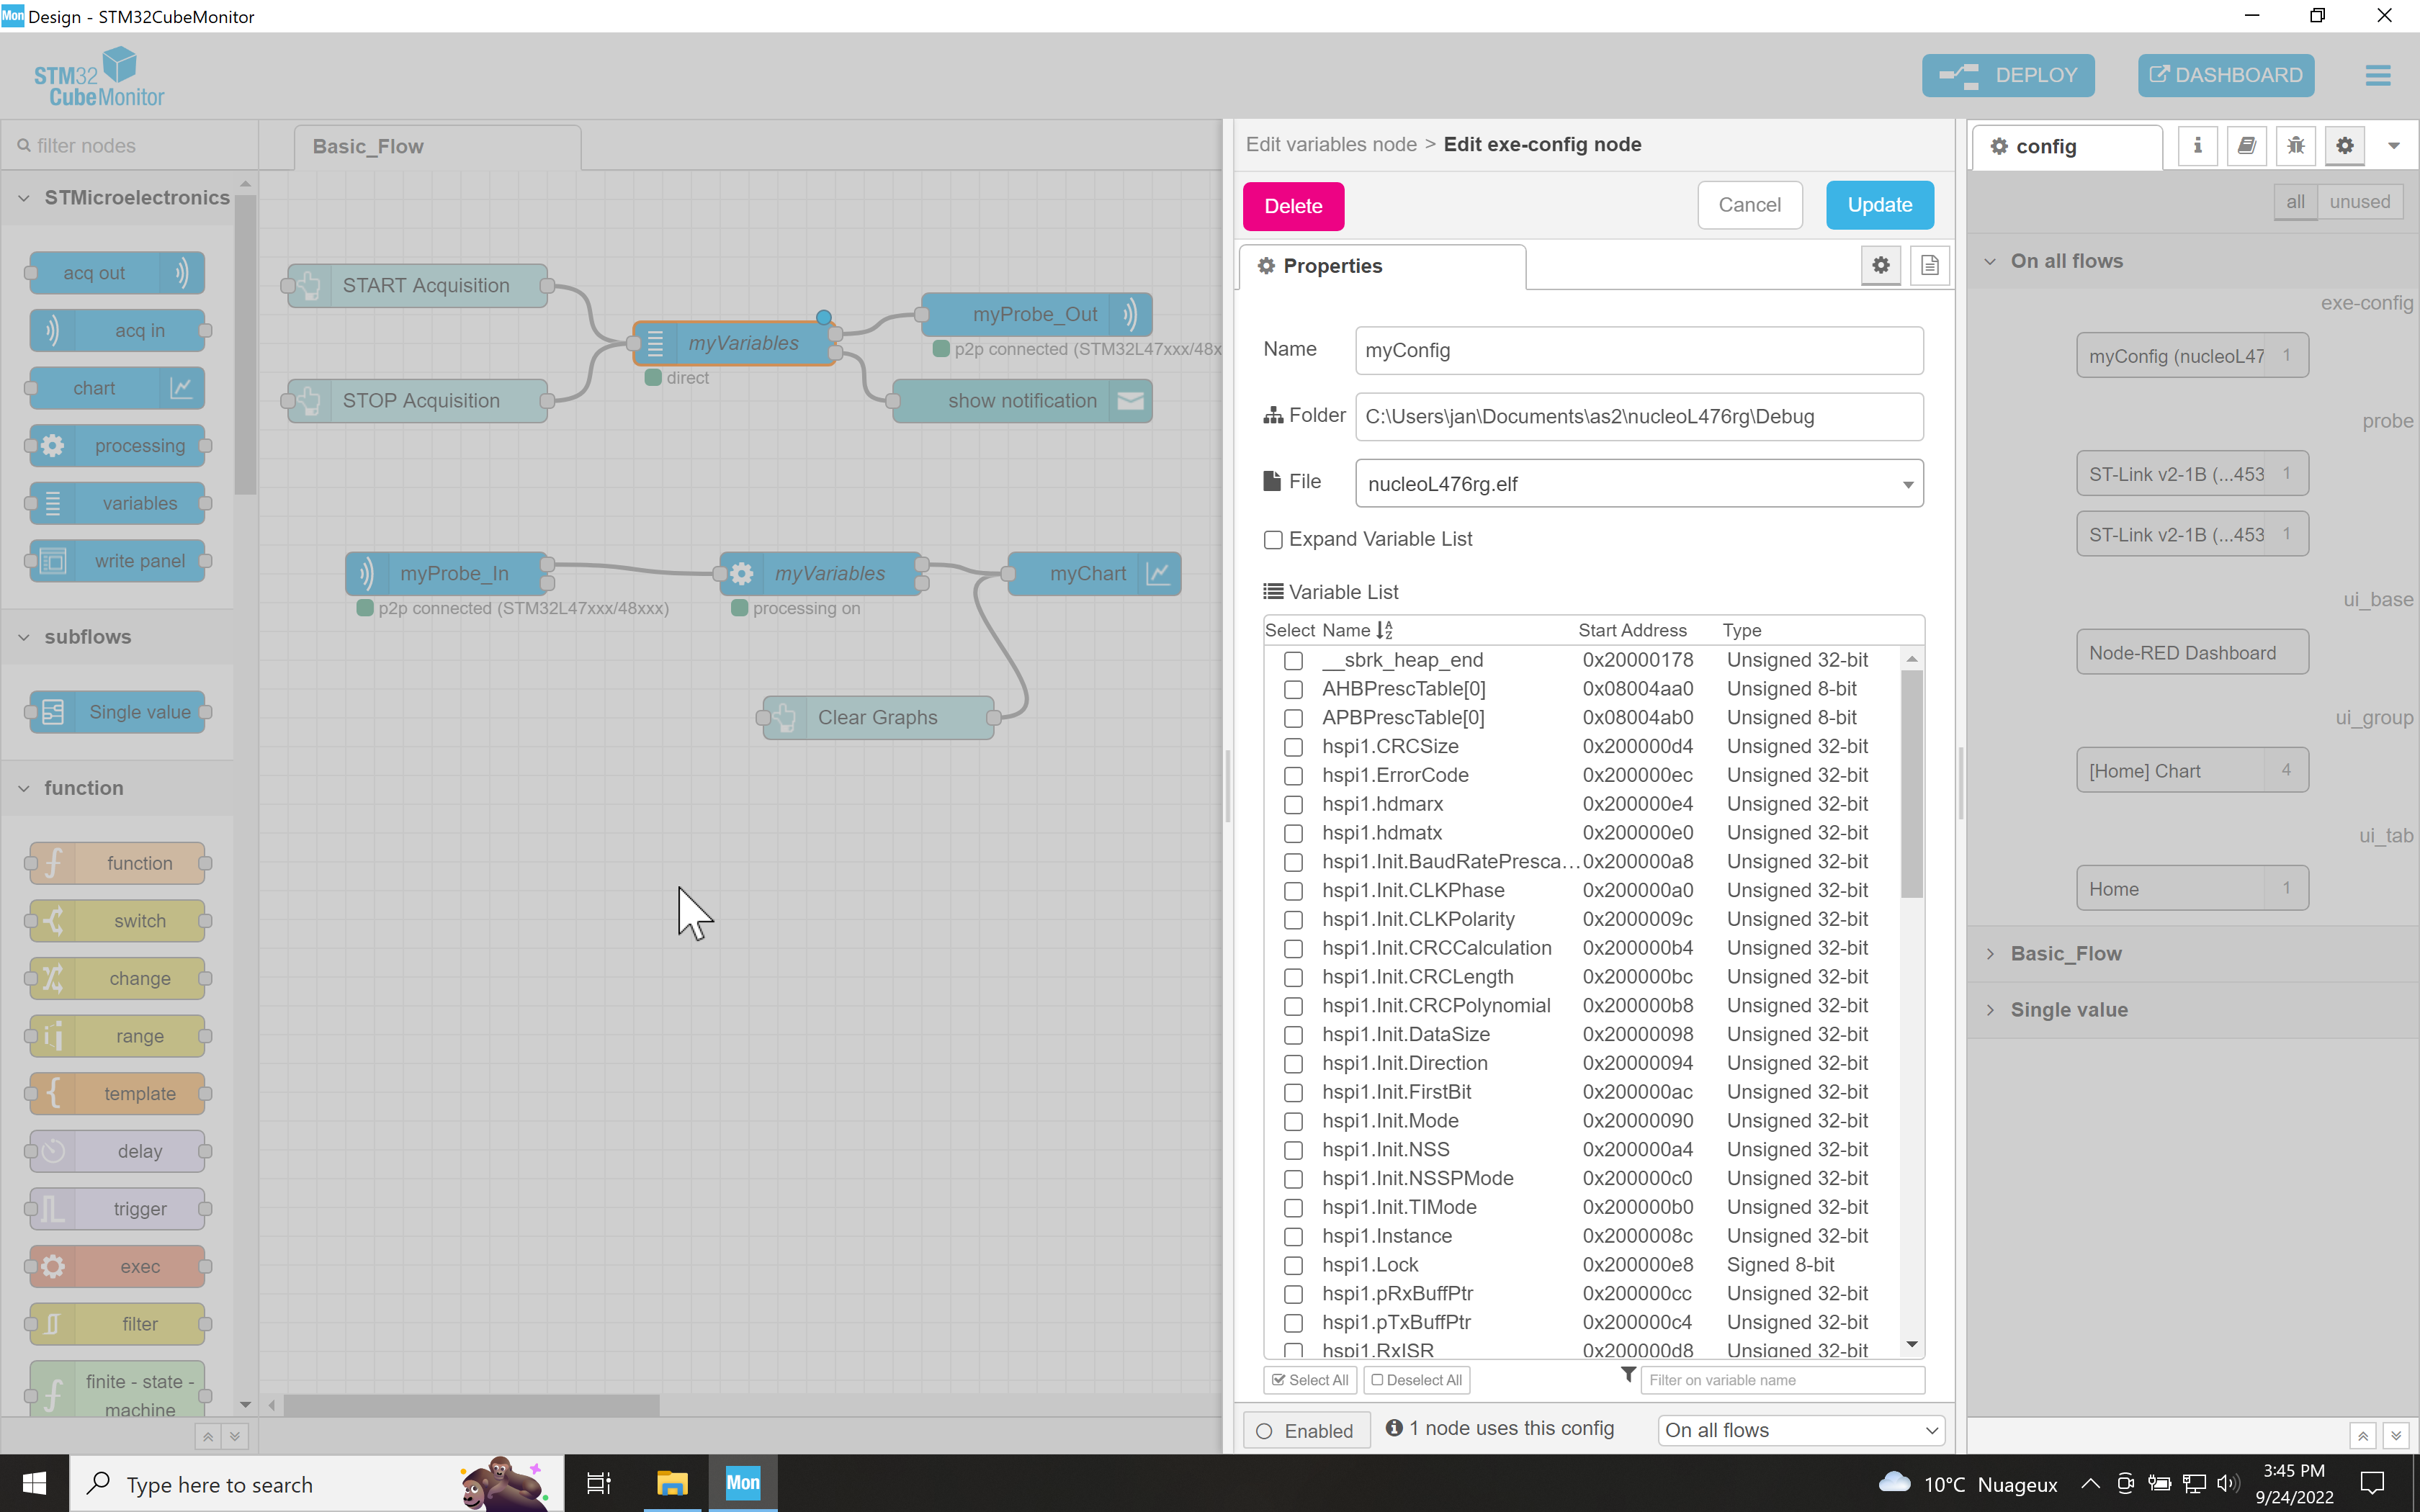 Mon Design - STM32CubeMonitor
STM32
CubeMonitor
DEPLOY
DASHBOARD
filter nodes
STMicroelectronics
acq out
acq in
chart
processing
variables
write panel
subflows
Single value
function
function
switch
change
range
template
delay
trigger
exec
filter
finite - state -
machine
Basic_Flow
START Acquisition
STOP Acquisition
myVariables
direct
myProbe_Out
p2p connected (STM32L47xxx/48x
show notification
myProbe_In
p2p connected (STM32L47xxx/48xxx)
myVariables
processing on
myChart
Clear Graphs
Edit variables node > Edit exe-config node
Delete
Cancel
Update
Properties
Name myConfig
Folder C:\Users\jan\Documents\as2\nucleoL476rg\Debug
File nucleoL476rg.elf
Expand Variable List
Variable List
Select Name Start Address Type
__sbrk_heap_end 0x20000178 Unsigned 32-bit
AHBPrescTable[0] 0x08004aa0 Unsigned 8-bit
APBPrescTable[0] 0x08004ab0 Unsigned 8-bit
hspi1.CRCSize 0x200000d4 Unsigned 32-bit
hspi1.ErrorCode 0x200000ec Unsigned 32-bit
hspi1.hdmarx 0x200000e4 Unsigned 32-bit
hspi1.hdmatx 0x200000e0 Unsigned 32-bit
hspi1.Init.BaudRatePresca... 0x200000a8 Unsigned 32-bit
hspi1.Init.CLKPhase 0x200000a0 Unsigned 32-bit
hspi1.Init.CLKPolarity 0x2000009c Unsigned 32-bit
hspi1.Init.CRCCalculation 0x200000b4 Unsigned 32-bit
hspi1.Init.CRCLength 0x200000bc Unsigned 32-bit
hspi1.Init.CRCPolynomial 0x200000b8 Unsigned 32-bit
hspi1.Init.DataSize 0x20000098 Unsigned 32-bit
hspi1.Init.Direction 0x20000094 Unsigned 32-bit
hspi1.Init.FirstBit 0x200000ac Unsigned 32-bit
hspi1.Init.Mode 0x20000090 Unsigned 32-bit
hspi1.Init.NSS 0x200000a4 Unsigned 32-bit
hspi1.Init.NSSPMode 0x200000c0 Unsigned 32-bit
hspi1.Init.TIMode 0x200000b0 Unsigned 32-bit
hspi1.Instance 0x2000008c Unsigned 32-bit
hspi1.Lock 0x200000e8 Signed 8-bit
hspi1.pRxBuffPtr 0x200000cc Unsigned 32-bit
hspi1.pTxBuffPtr 0x200000c4 Unsigned 32-bit
hspi1.RxISR 0x200000d8 Unsigned 32-bit
Select All
Deselect All
Filter on variable name
Enabled
1 node uses this config
On all flows
config
all unused
On all flows
exe-config
myConfig (nucleoL47 1
probe
ST-Link v2-1B (...453 1
ST-Link v2-1B (...453 1
ui_base
Node-RED Dashboard
ui_group
[Home] Chart 4
ui_tab
Home 1
Basic_Flow
Single value
Type here to search
Mon
10°C Nuageux
3:45 PM
9/24/2022